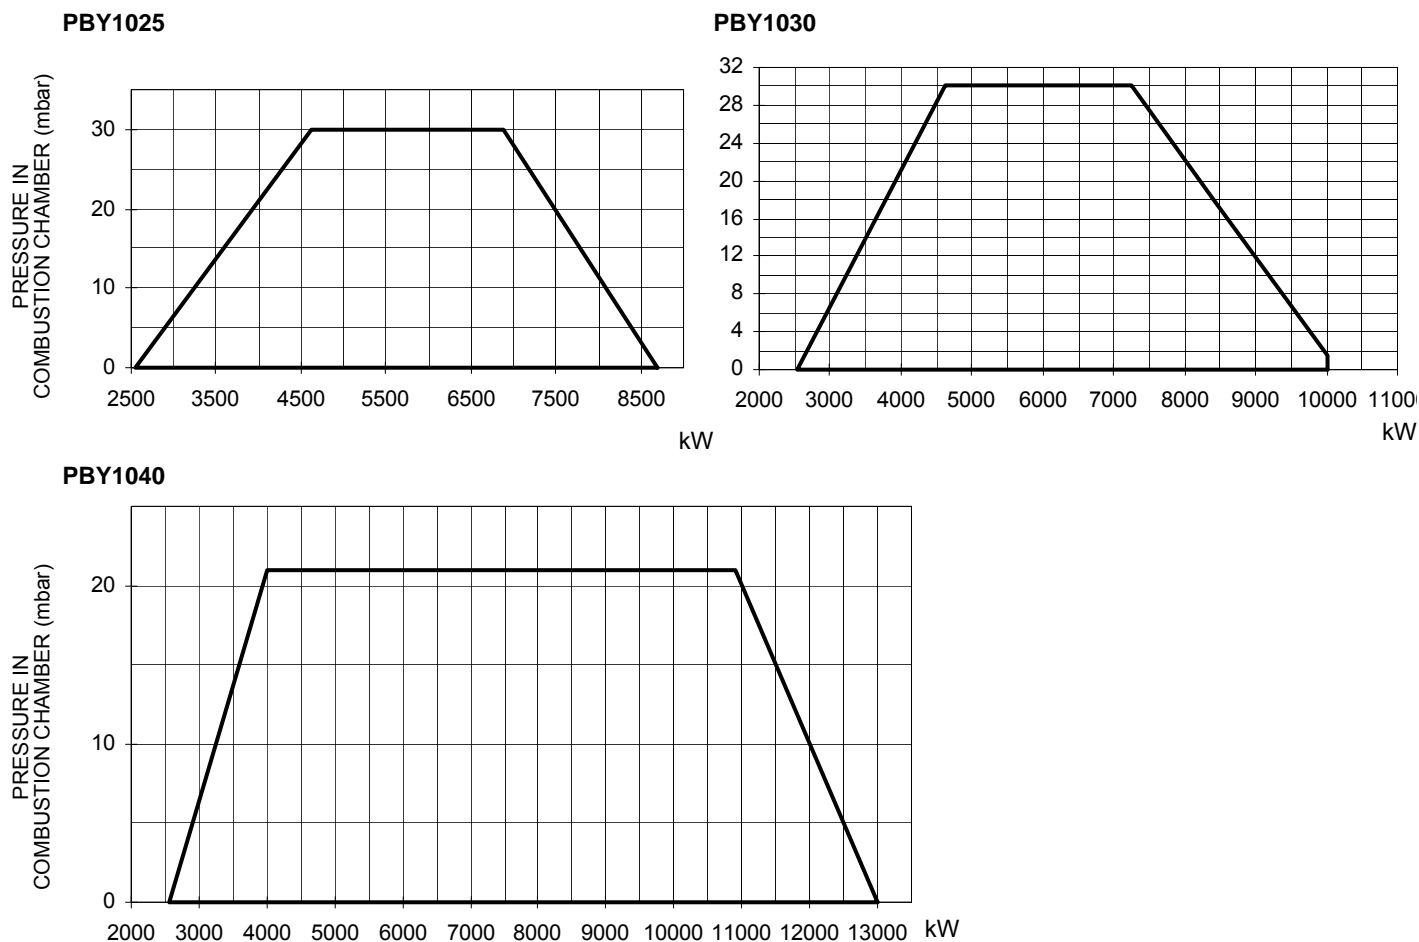 PBY1025
PRESSURE IN
COMBUSTION CHAMBER (mbar)
30
20
10
0
2500 3500 4500 5500 6500 7500 8500
kW
PBY1030
32
28
24
20
16
12
8
4
0
2000 3000 4000 5000 6000 7000 8000 9000 10000 1100
kW
PBY1040
PRESSURE IN
COMBUSTION CHAMBER (mbar)
20
10
0
2000 3000 4000 5000 6000 7000 8000 9000 10000 11000 12000 13000 kW